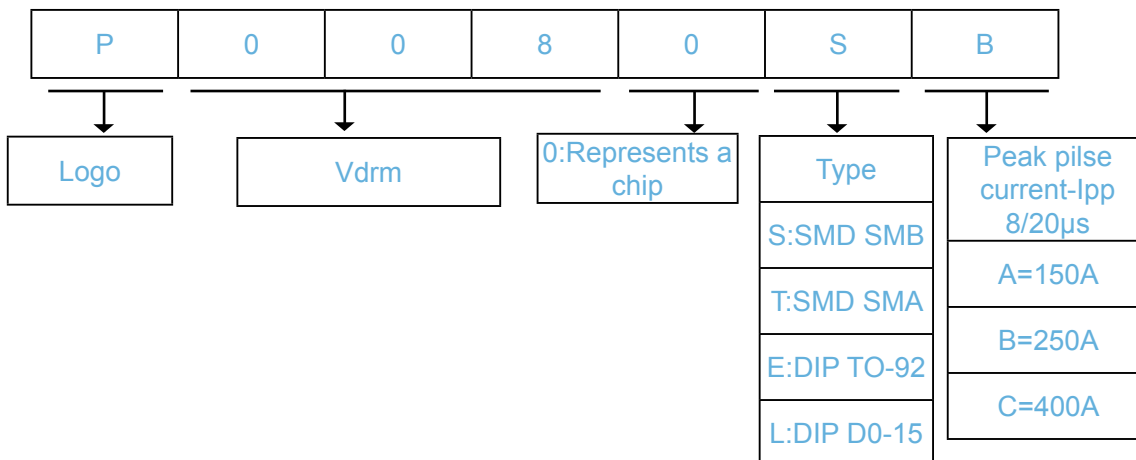 P 0 0 8 0 S B
Logo
Vdrm
0:Represents a
chip
Type
S:SMD SMB
T:SMD SMA
E:DIP TO-92
L:DIP D0-15
Peak pilse
current-Ipp
8/20µs
A=150A
B=250A
C=400A